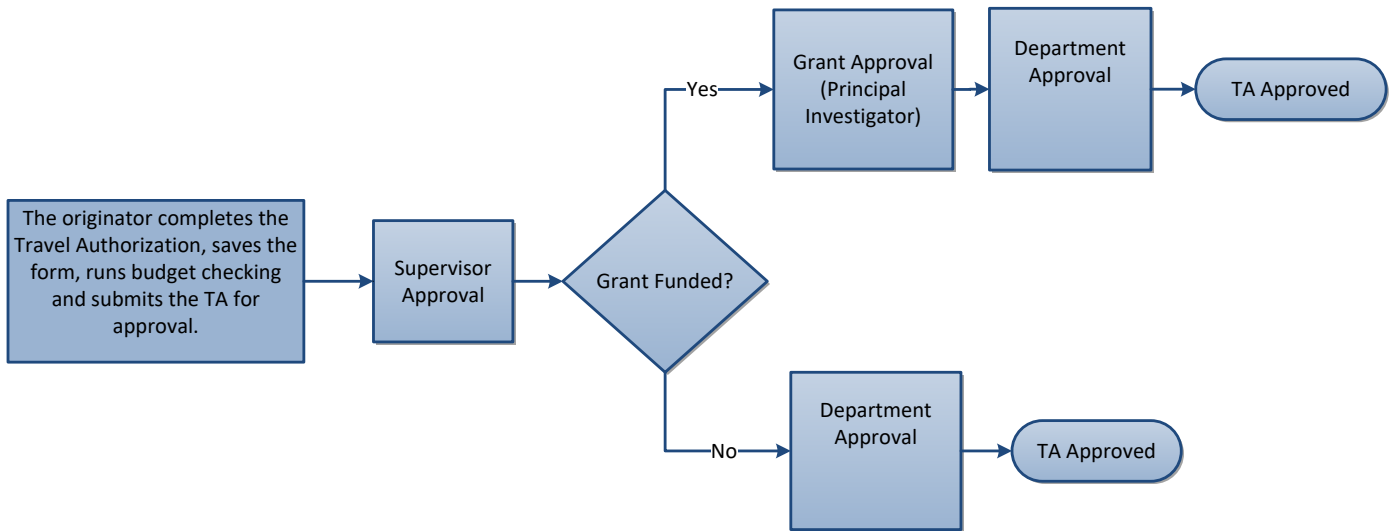 The originator completes the
Travel Authorization, saves the
form, runs budget checking
and submits the TA for
approval.
Supervisor
Approval
Grant Funded?
Yes
Grant Approval
(Principal
Investigator)
Department
Approval
TA Approved
No
Department
Approval
TA Approved